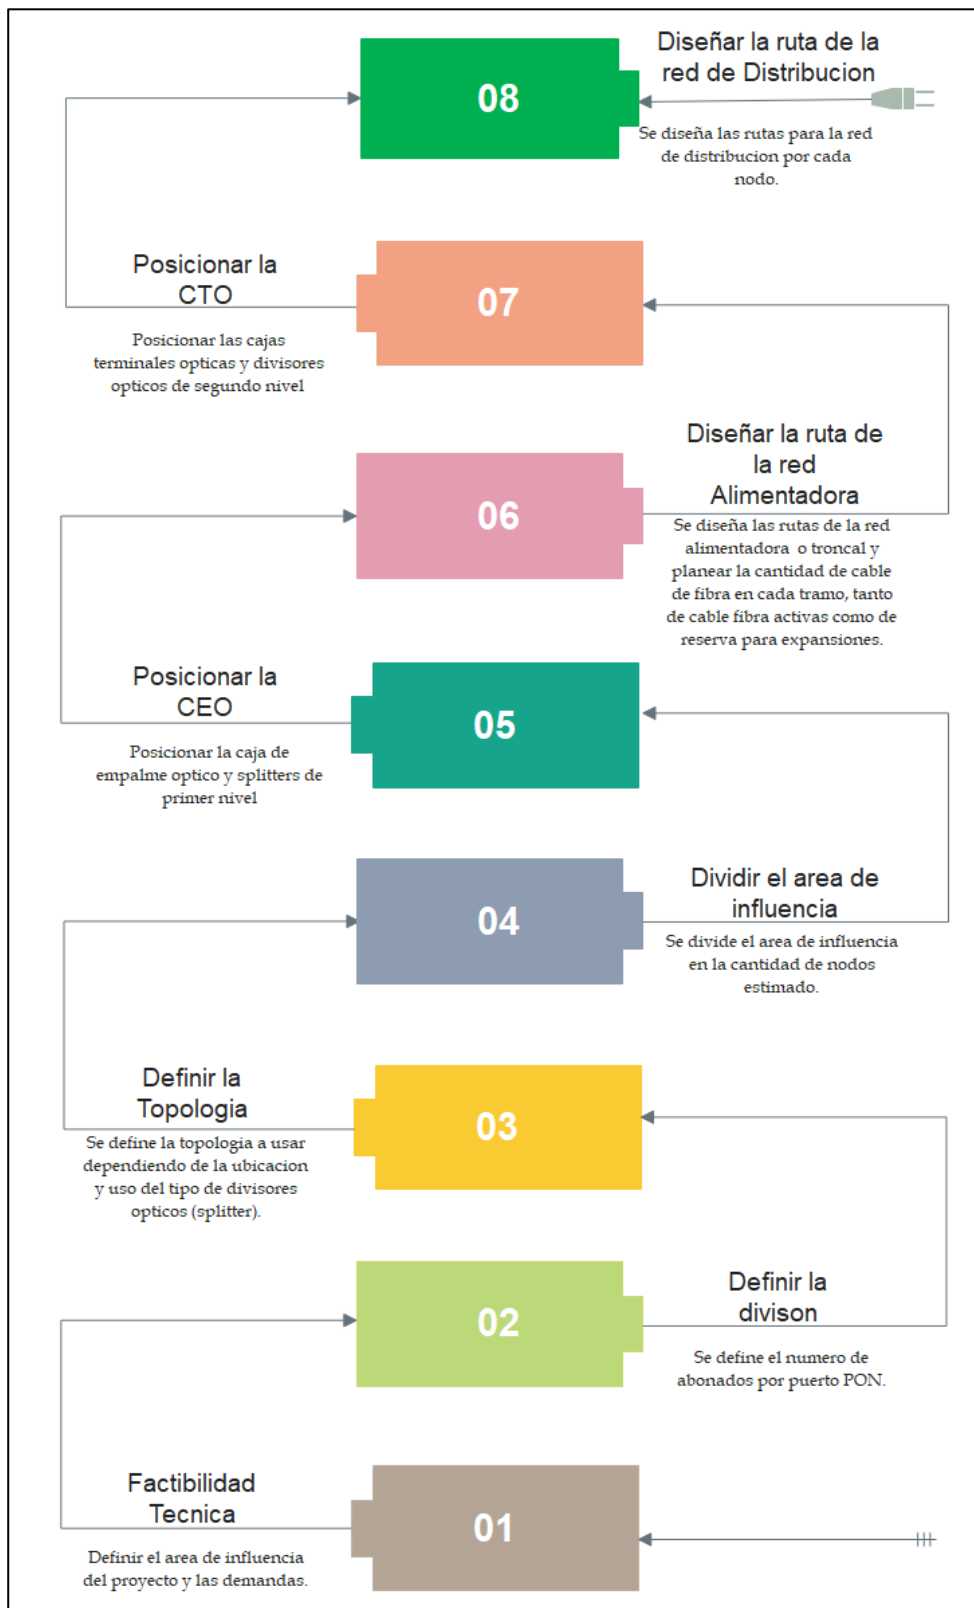 08
Diseñar la ruta de la
red de Distribucion
Se diseña las rutas para la red
de distribucion por cada
nodo.
Posicionar la
CTO
Posicionar las cajas
terminales opticas y divisores
opticos de segundo nivel
07
06
Diseñar la ruta de
la red
Alimentadora
Se diseña las rutas de la red
alimentadora o troncal y
planear la cantidad de cable
de fibra en cada tramo, tanto
de cable fibra activas como de
reserva para expansiones.
Posicionar la
CEO
Posicionar la caja de
empalme optico y splitters de
primer nivel
05
04
Dividir el area de
influencia
Se divide el area de influencia
en la cantidad de nodos
estimado.
Definir la
Topologia
Se define la topologia a usar
dependiendo de la ubicacion
y uso del tipo de divisores
opticos (splitter).
03
02
Definir la
divison
Se define el numero de
abonados por puerto PON.
Factibilidad
Tecnica
Definir el area de influencia
del proyecto y las demandas.
01